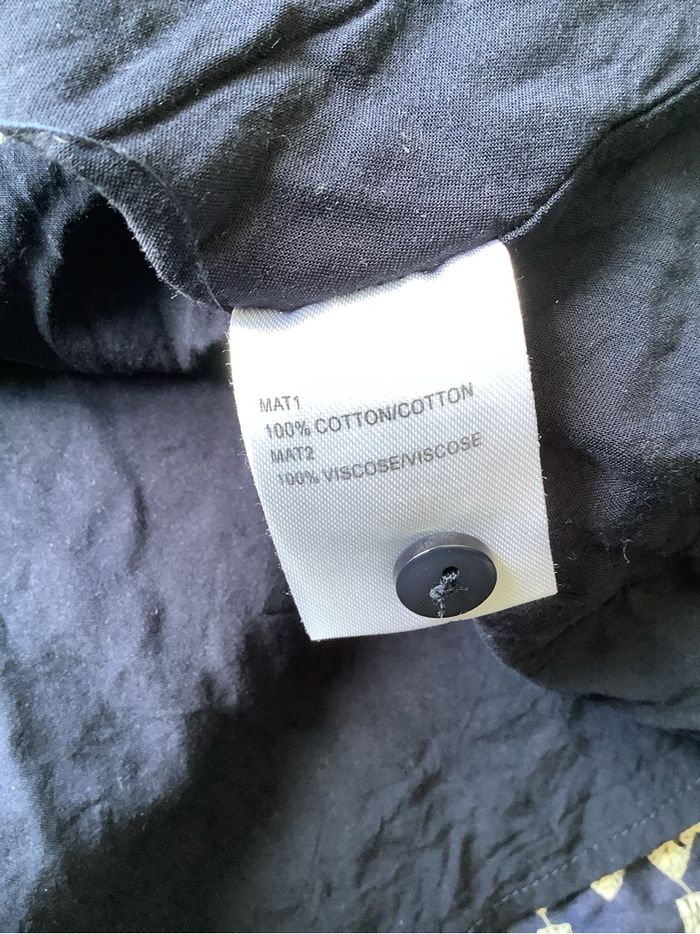 MAT1
100% COTTON/COTTON
MAT2
100% VISCOSE/VISCOSE